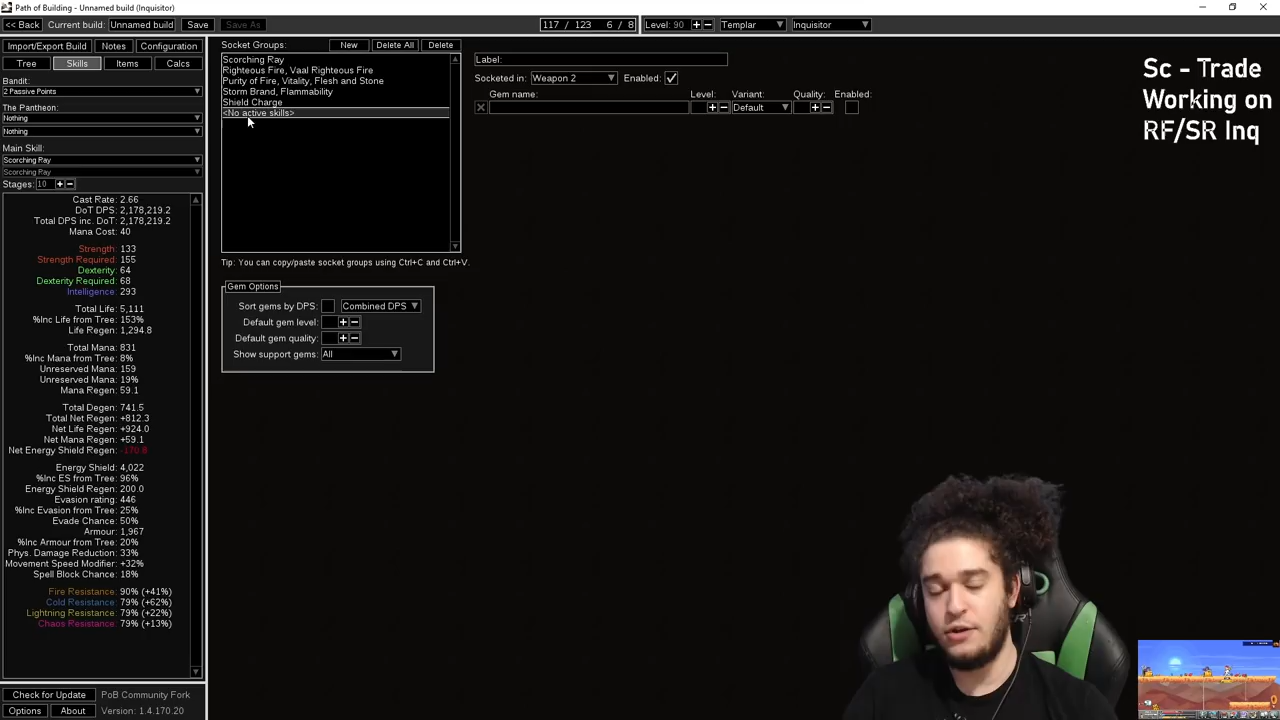 Path of Building - Unnamed build (Inquisitor)
<< Back Current build: Unnamed build Save Save As 117 / 123 6 / 8 Level: 90 + − Templar Inquisitor
Import/Export Build Notes Configuration
Tree Skills Items Calcs
Bandit:
2 Passive Points
The Pantheon:
Nothing
Nothing
Main Skill:
Scorching Ray
Scorching Ray
Stages: 10 + −
Cast Rate: 2.66
DoT DPS: 2,178,219.2
Total DPS inc. DoT: 2,178,219.2
Mana Cost: 40
Strength: 133
Strength Required: 155
Dexterity: 64
Dexterity Required: 68
Intelligence: 293
Total Life: 5,111
%Inc Life from Tree: 153%
Life Regen: 1,294.8
Total Mana: 831
%Inc Mana from Tree: 8%
Unreserved Mana: 159
Unreserved Mana: 19%
Mana Regen: 59.1
Total Degen: 741.5
Total Net Regen: +812.3
Net Life Regen: +924.0
Net Mana Regen: +59.1
Net Energy Shield Regen: -170.8
Energy Shield: 4,022
%Inc ES from Tree: 96%
Energy Shield Regen: 200.0
Evasion rating: 446
%Inc Evasion from Tree: 25%
Evade Chance: 50%
Armour: 1,967
%Inc Armour from Tree: 20%
Phys. Damage Reduction: 33%
Movement Speed Modifier: +32%
Spell Block Chance: 18%
Fire Resistance: 90% (+41%)
Cold Resistance: 79% (+62%)
Lightning Resistance: 79% (+22%)
Chaos Resistance: 79% (+13%)
Check for Update PoB Community Fork
Options About Version: 1.4.170.20
Socket Groups: New Delete All Delete
Scorching Ray
Righteous Fire, Vaal Righteous Fire
Purity of Fire, Vitality, Flesh and Stone
Storm Brand, Flammability
Shield Charge
<No active skills>
Tip: You can copy/paste socket groups using Ctrl+C and Ctrl+V.
Gem Options
Sort gems by DPS: Combined DPS
Default gem level: + −
Default gem quality: + −
Show support gems: All
Label:
Socketed in: Weapon 2 Enabled:
Gem name: Level: Variant: Quality: Enabled:
+ − Default + −
Sc - Trade
Working on
RF/SR Inq